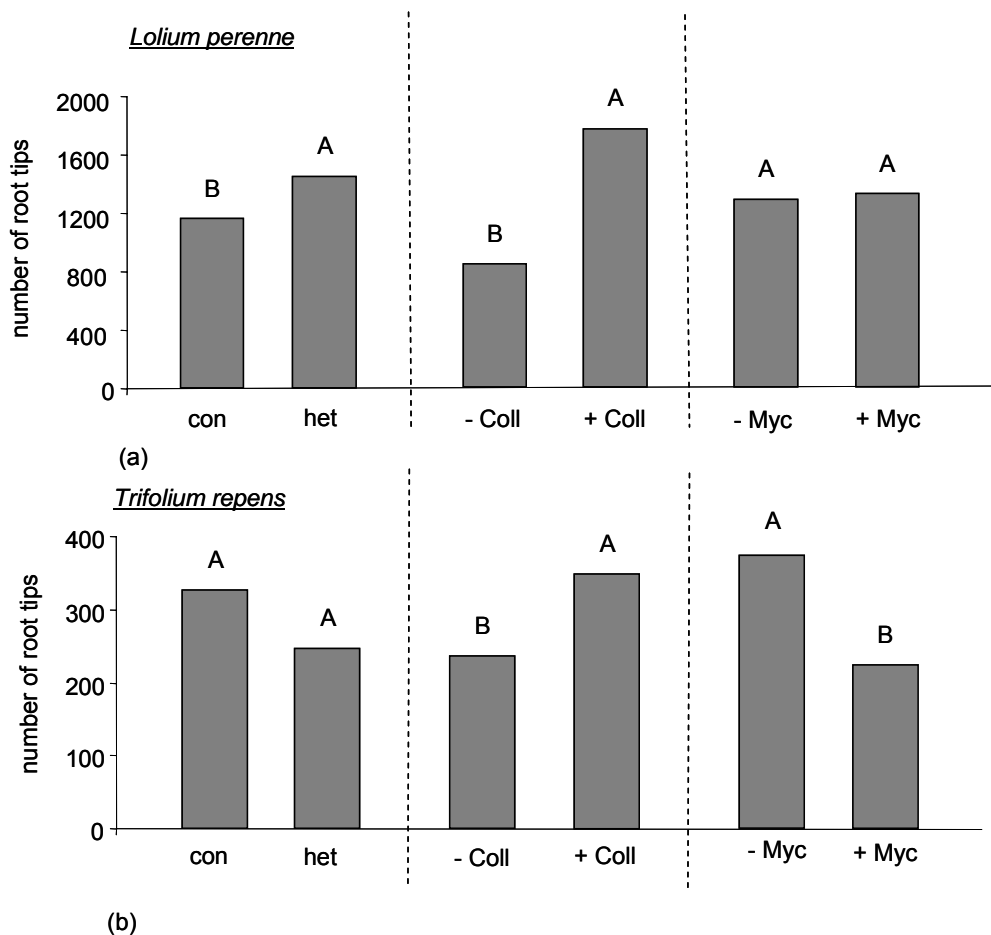 Lolium perenne
number of root tips
2000
1600
1200
800
400
0
B
A
B
A
A
A
con het - Coll + Coll - Myc + Myc
(a)
Trifolium repens
number of root tips
400
300
200
100
0
A
A
B
A
A
B
con het - Coll + Coll - Myc + Myc
(b)